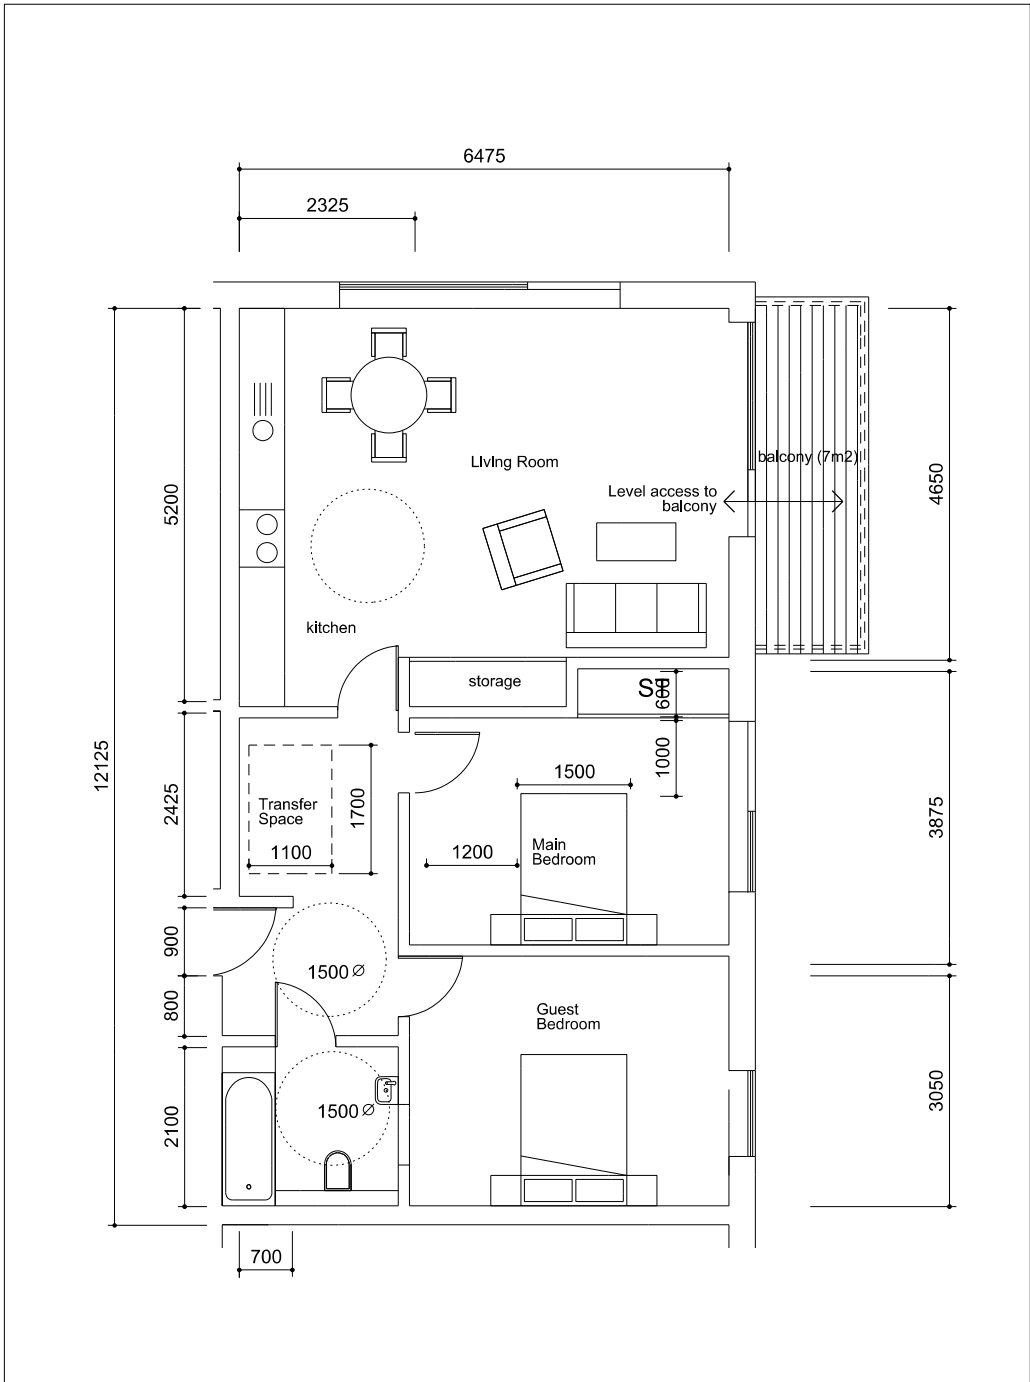 6475
2325
balcony (7m2)
Living Room
Level access to
balcony
5200
4650
kitchen
storage
ST
600
12125
2425
1000
1500
1700
Transfer
Space
1100
1200
Main
Bedroom
3875
900
1500 ⌀
800
Guest
Bedroom
2100
1500 ⌀
3050
700